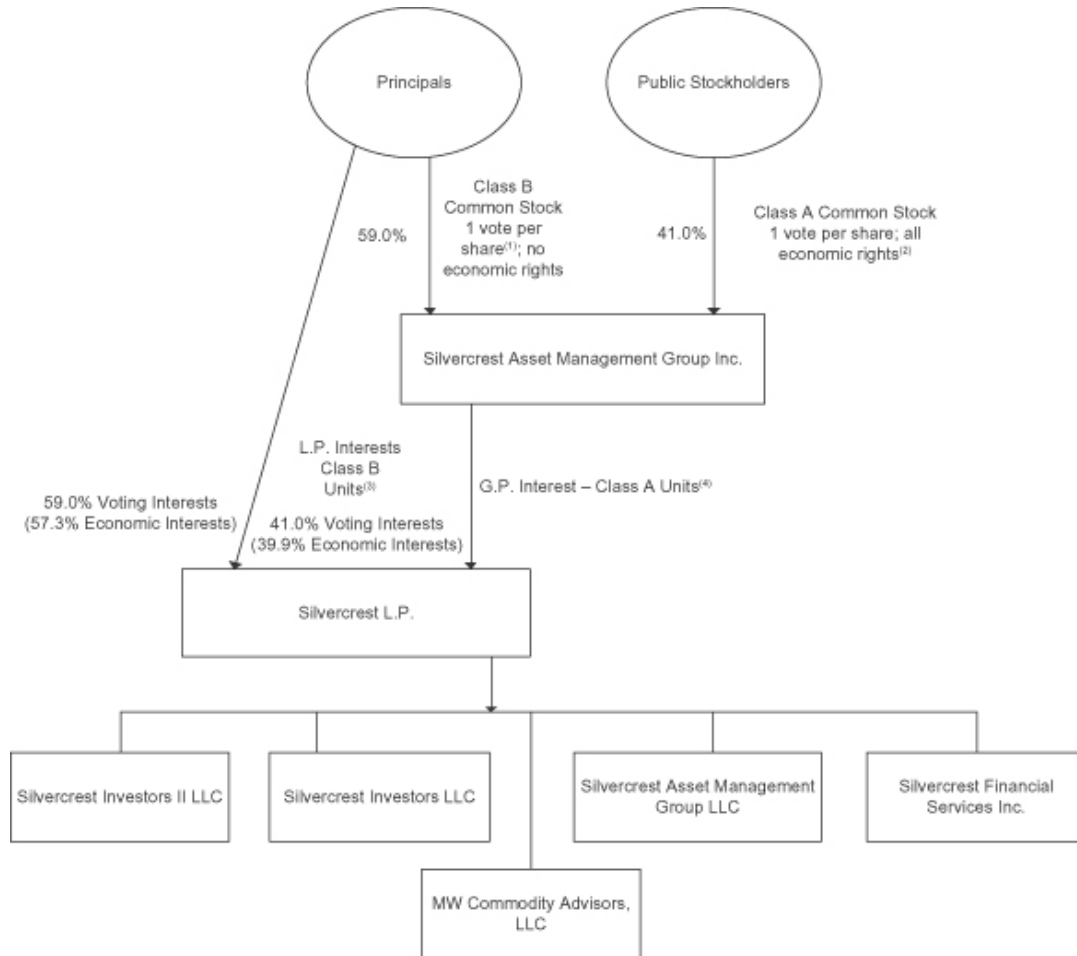 Principals
Public Stockholders
59.0%
Class B
Common Stock
1 vote per
share(1); no
economic rights
41.0%
Class A Common Stock
1 vote per share; all
economic rights(2)
Silvercrest Asset Management Group Inc.
59.0% Voting Interests
(57.3% Economic Interests)
L.P. Interests
Class B
Units(3)
41.0% Voting Interests
(39.9% Economic Interests)
G.P. Interest – Class A Units(4)
Silvercrest L.P.
Silvercrest Investors II LLC
Silvercrest Investors LLC
Silvercrest Asset Management
Group LLC
Silvercrest Financial
Services Inc.
MW Commodity Advisors,
LLC